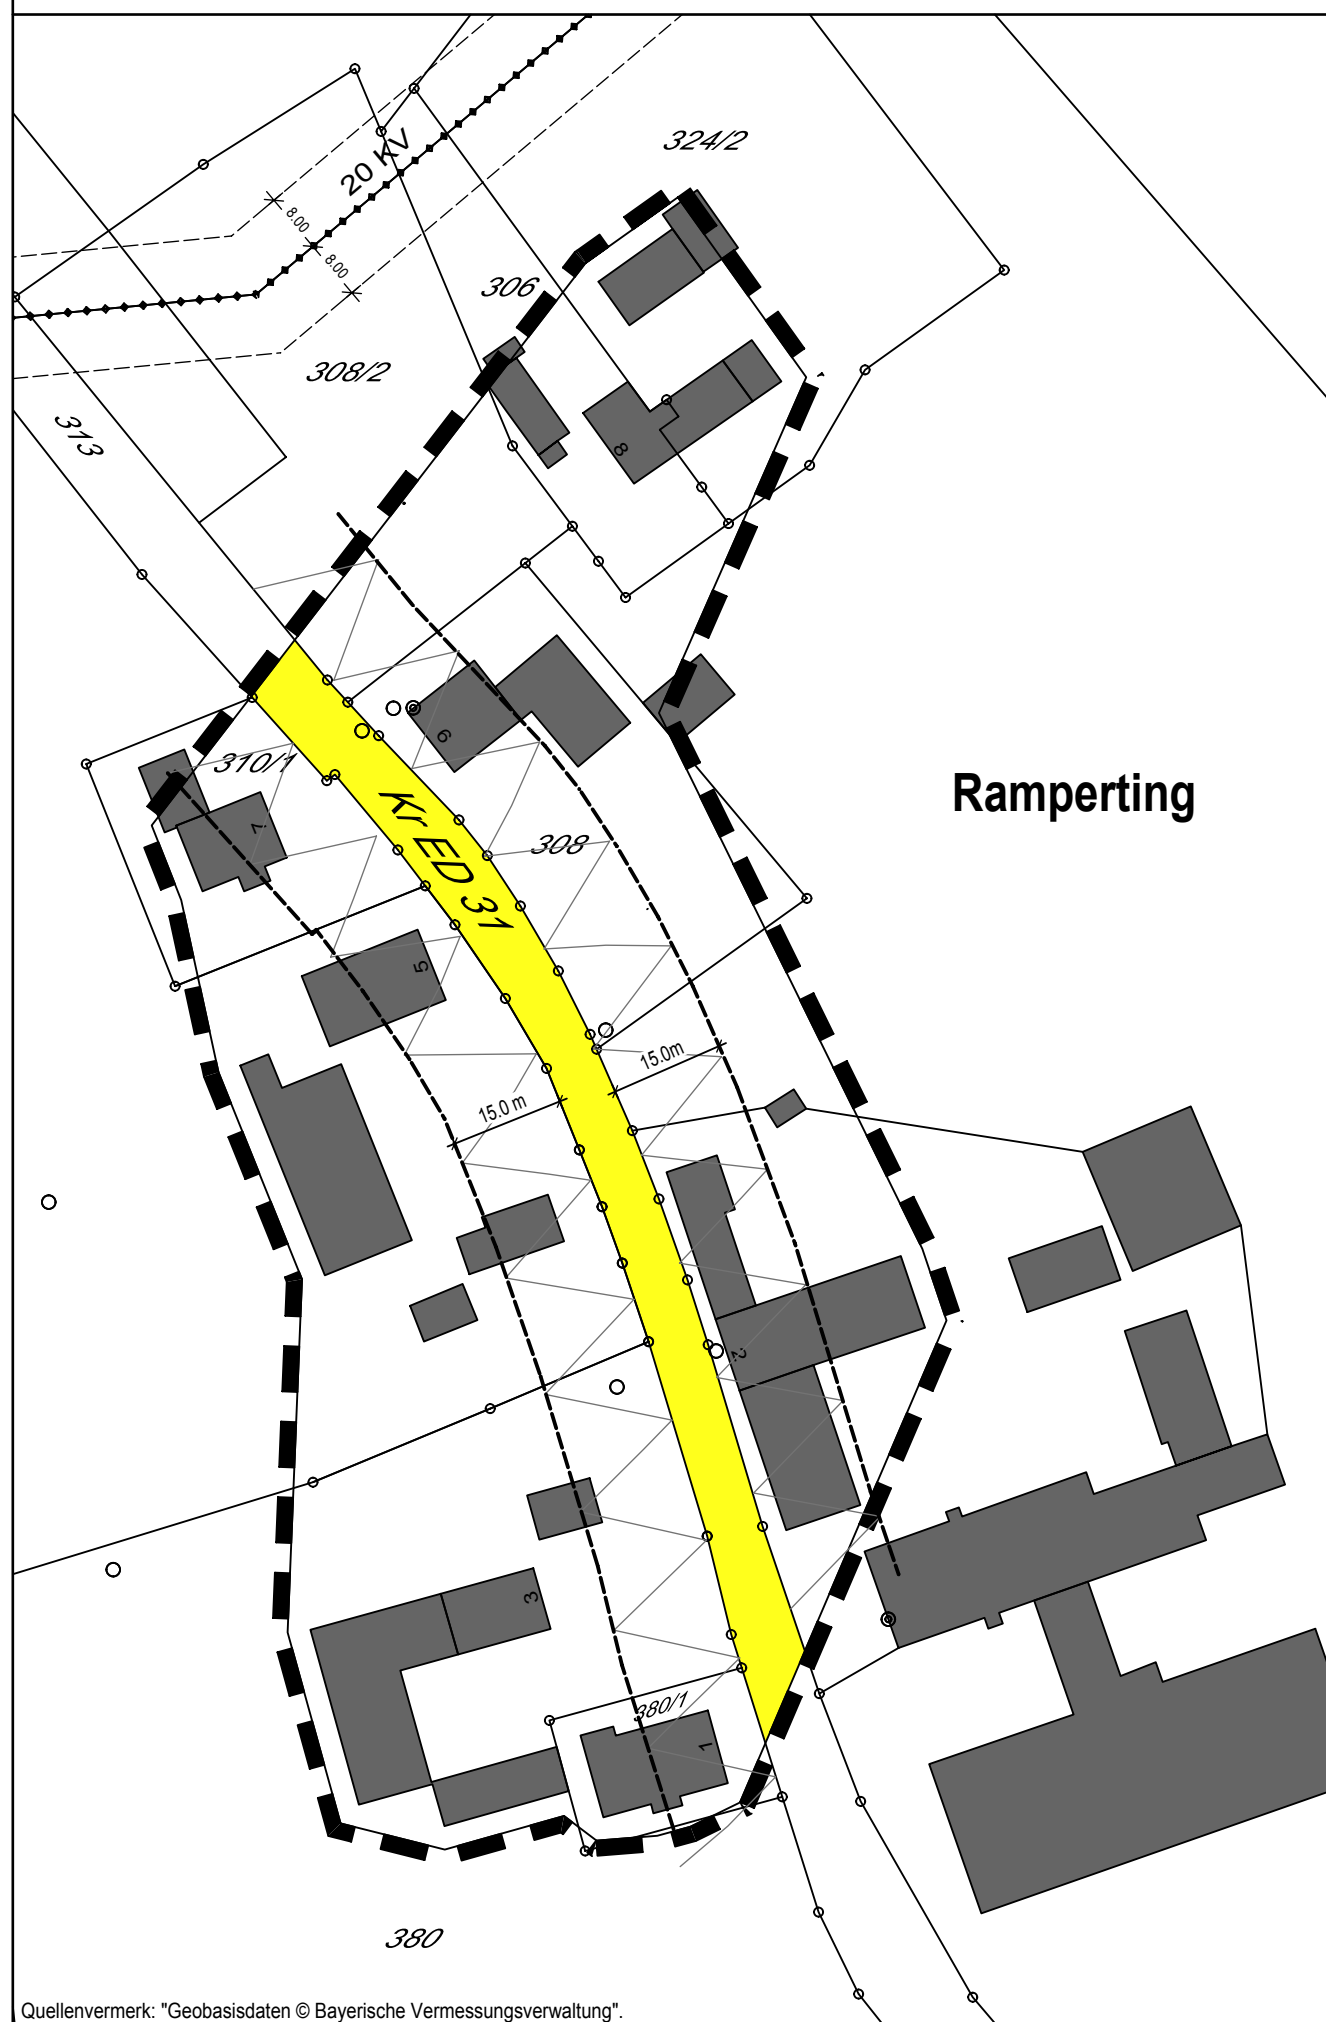 324/2
20 KV
8.00
8.00
306
308/2
313
8
6
310/1
Ramperting
7
Kr ED 31
308
5
15.0m
15.0 m
2
3
380/1
1
380
Quellenvermerk: "Geobasisdaten © Bayerische Vermessungsverwaltung".